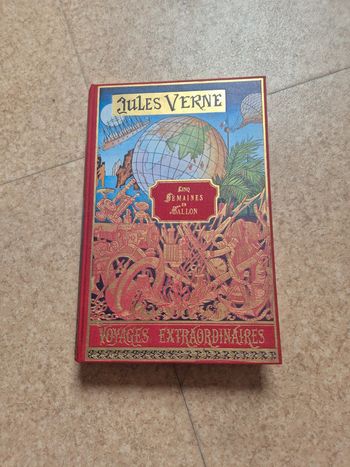 JULES VERNE
CINQ
SEMAINES
EN
BALLON
VOYAGES EXTRAORDINAIRES